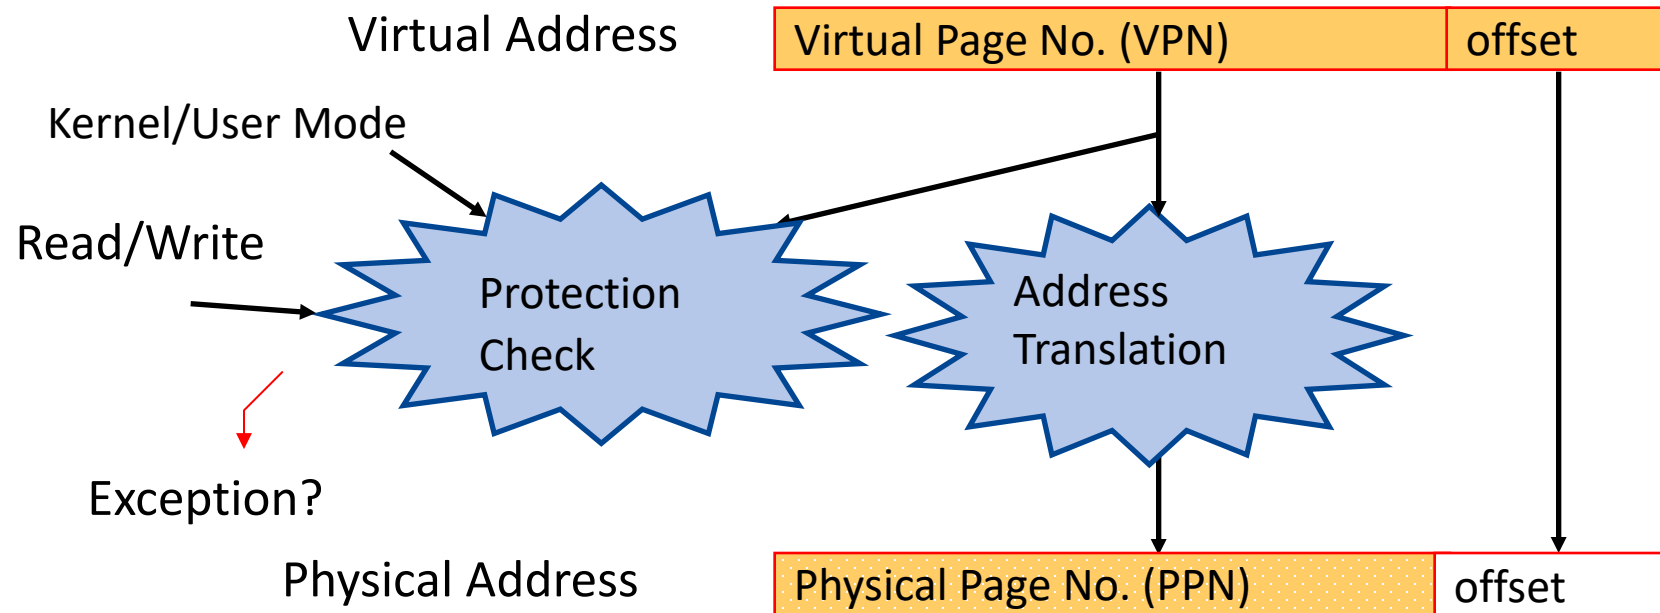 Virtual Address
Virtual Page No. (VPN)
offset
Kernel/User Mode
Read/Write
Protection
Check
Address
Translation
Exception?
Physical Address
Physical Page No. (PPN)
offset